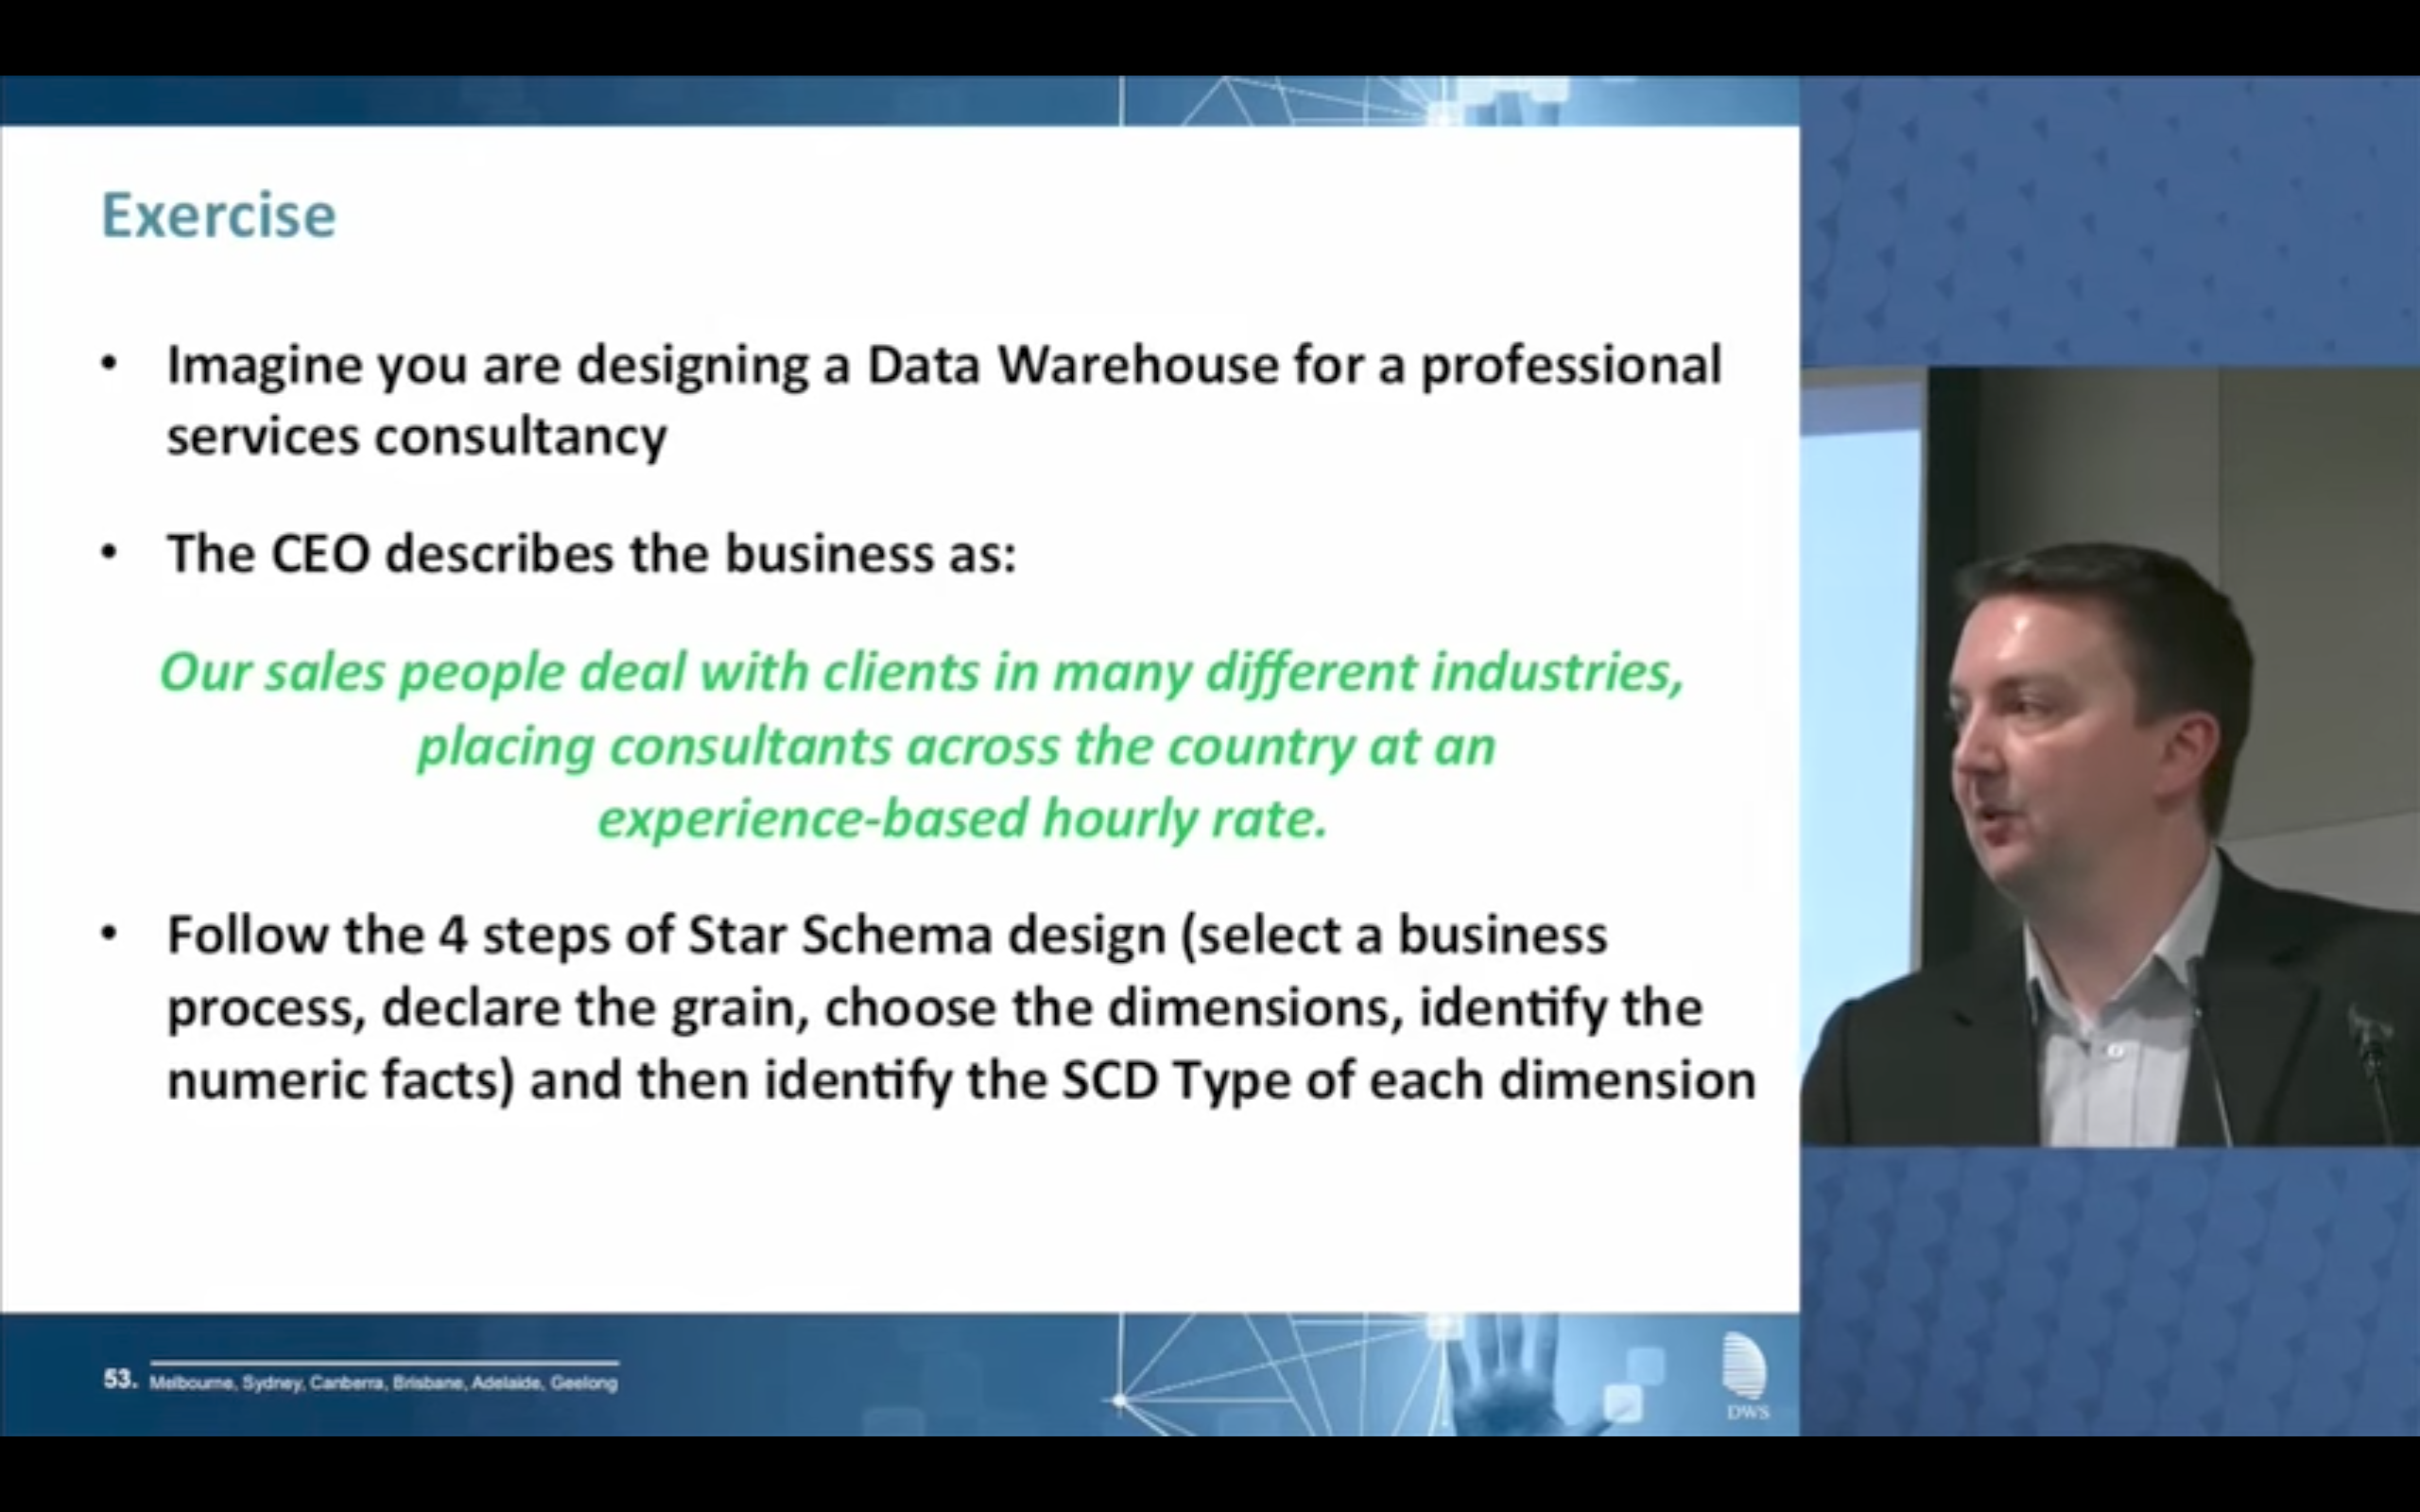 Exercise
• Imagine you are designing a Data Warehouse for a professional
services consultancy
• The CEO describes the business as:
Our sales people deal with clients in many different industries,
placing consultants across the country at an
experience-based hourly rate.
• Follow the 4 steps of Star Schema design (select a business
process, declare the grain, choose the dimensions, identify the
numeric facts) and then identify the SCD Type of each dimension
53. Melbourne, Sydney, Canberra, Brisbane, Adelaide, Geelong
DWS